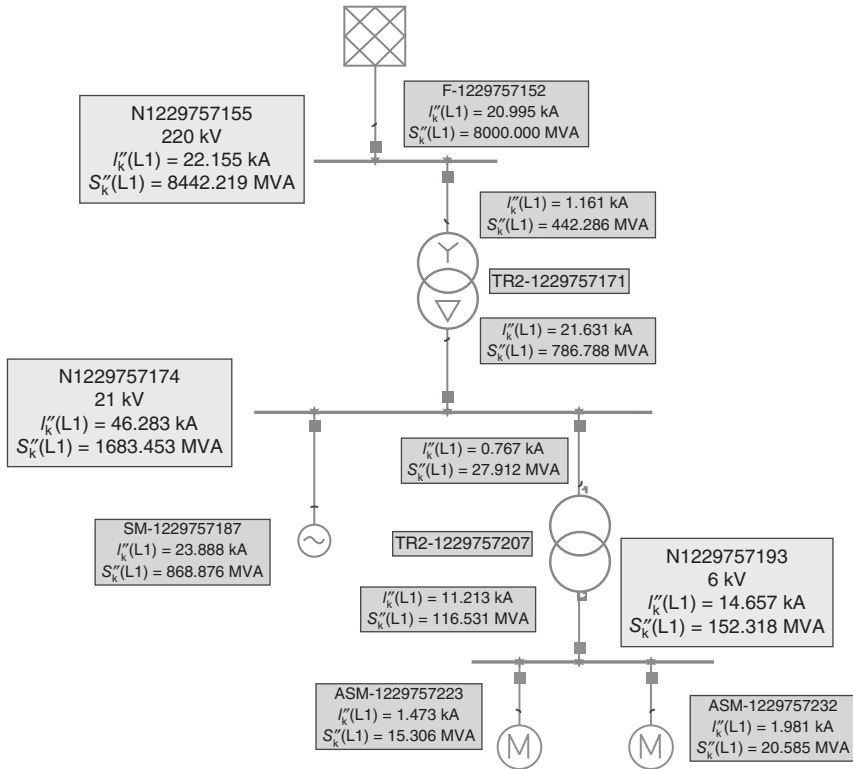 F-1229757152
I″k(L1) = 20.995 kA
S″k(L1) = 8000.000 MVA
N1229757155
220 kV
I″k(L1) = 22.155 kA
S″k(L1) = 8442.219 MVA
I″k(L1) = 1.161 kA
S″k(L1) = 442.286 MVA
TR2-1229757171
I″k(L1) = 21.631 kA
S″k(L1) = 786.788 MVA
N1229757174
21 kV
I″k(L1) = 46.283 kA
S″k(L1) = 1683.453 MVA
I″k(L1) = 0.767 kA
S″k(L1) = 27.912 MVA
SM-1229757187
I″k(L1) = 23.888 kA
S″k(L1) = 868.876 MVA
TR2-1229757207
N1229757193
6 kV
I″k(L1) = 14.657 kA
S″k(L1) = 152.318 MVA
I″k(L1) = 11.213 kA
S″k(L1) = 116.531 MVA
ASM-1229757223
I″k(L1) = 1.473 kA
S″k(L1) = 15.306 MVA
M
M
ASM-1229757232
I″k(L1) = 1.981 kA
S″k(L1) = 20.585 MVA